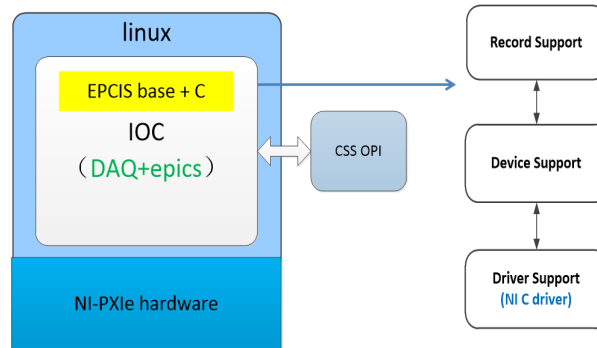 linux
EPCIS base + C
IOC
（DAQ+epics）
NI-PXIe hardware
CSS OPI
Record Support
Device Support
Driver Support
(NI C driver)